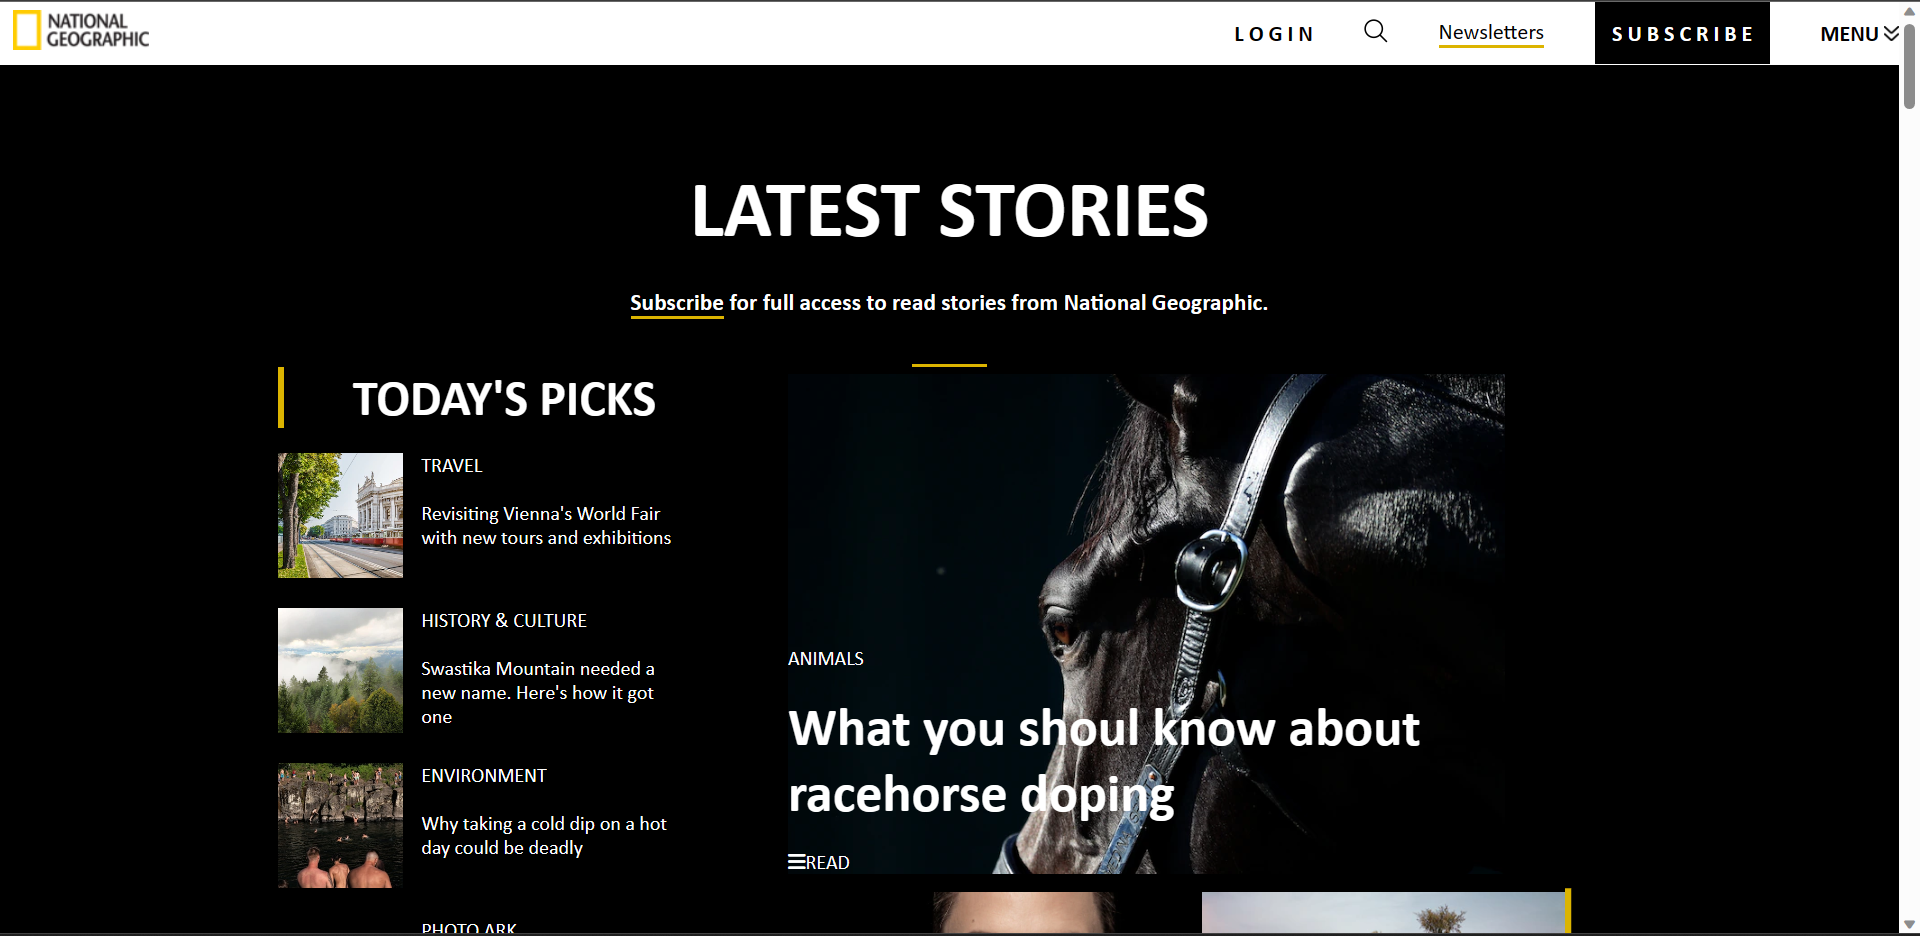 NATIONAL
GEOGRAPHIC
LOGIN
Newsletters
SUBSCRIBE
MENU
LATEST STORIES
Subscribe for full access to read stories from National Geographic.
TODAY'S PICKS
TRAVEL
Revisiting Vienna's World Fair
with new tours and exhibitions
HISTORY & CULTURE
Swastika Mountain needed a
new name. Here's how it got
one
ENVIRONMENT
Why taking a cold dip on a hot
day could be deadly
PHOTO ARK
ANIMALS
What you shoul know about
racehorse doping
READ